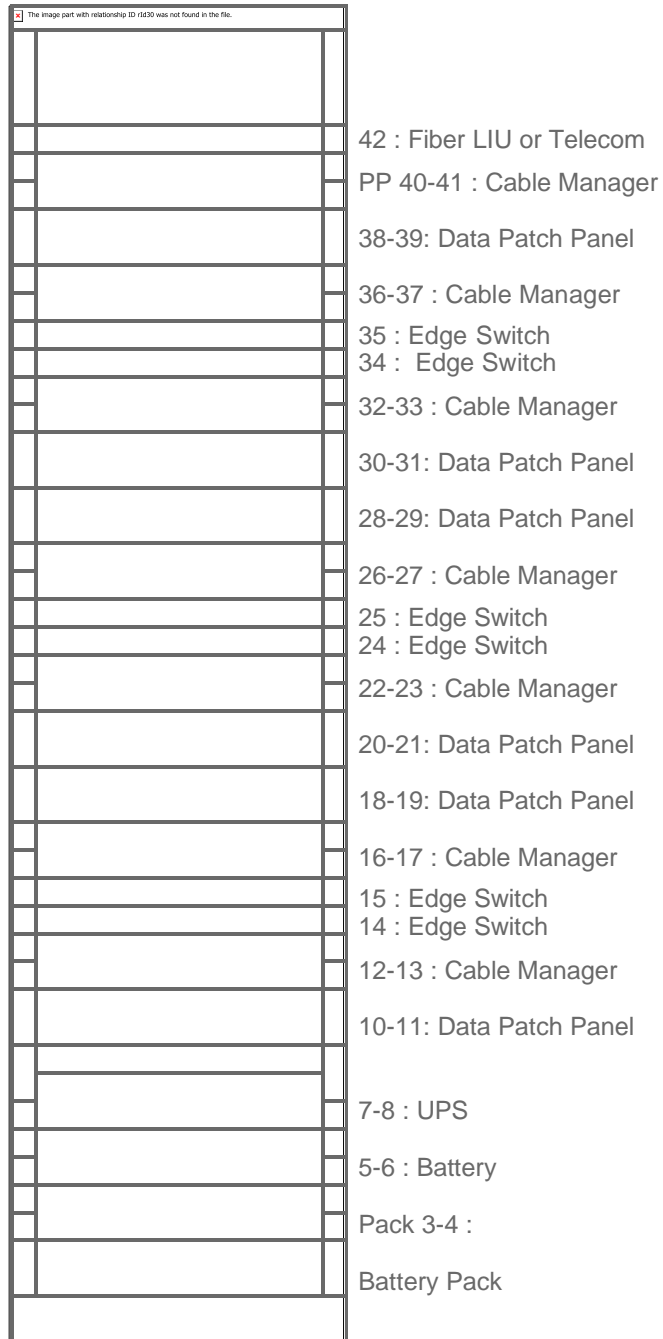 The image part with relationship ID rId30 was not found in the file.
42 : Fiber LIU or Telecom
PP 40-41 : Cable Manager
38-39: Data Patch Panel
36-37 : Cable Manager
35 : Edge Switch
34 :  Edge Switch
32-33 : Cable Manager
30-31: Data Patch Panel
28-29: Data Patch Panel
26-27 : Cable Manager
25 : Edge Switch
24 : Edge Switch
22-23 : Cable Manager
20-21: Data Patch Panel
18-19: Data Patch Panel
16-17 : Cable Manager
15 : Edge Switch
14 : Edge Switch
12-13 : Cable Manager
10-11: Data Patch Panel
7-8 : UPS
5-6 : Battery
Pack 3-4 :
Battery Pack